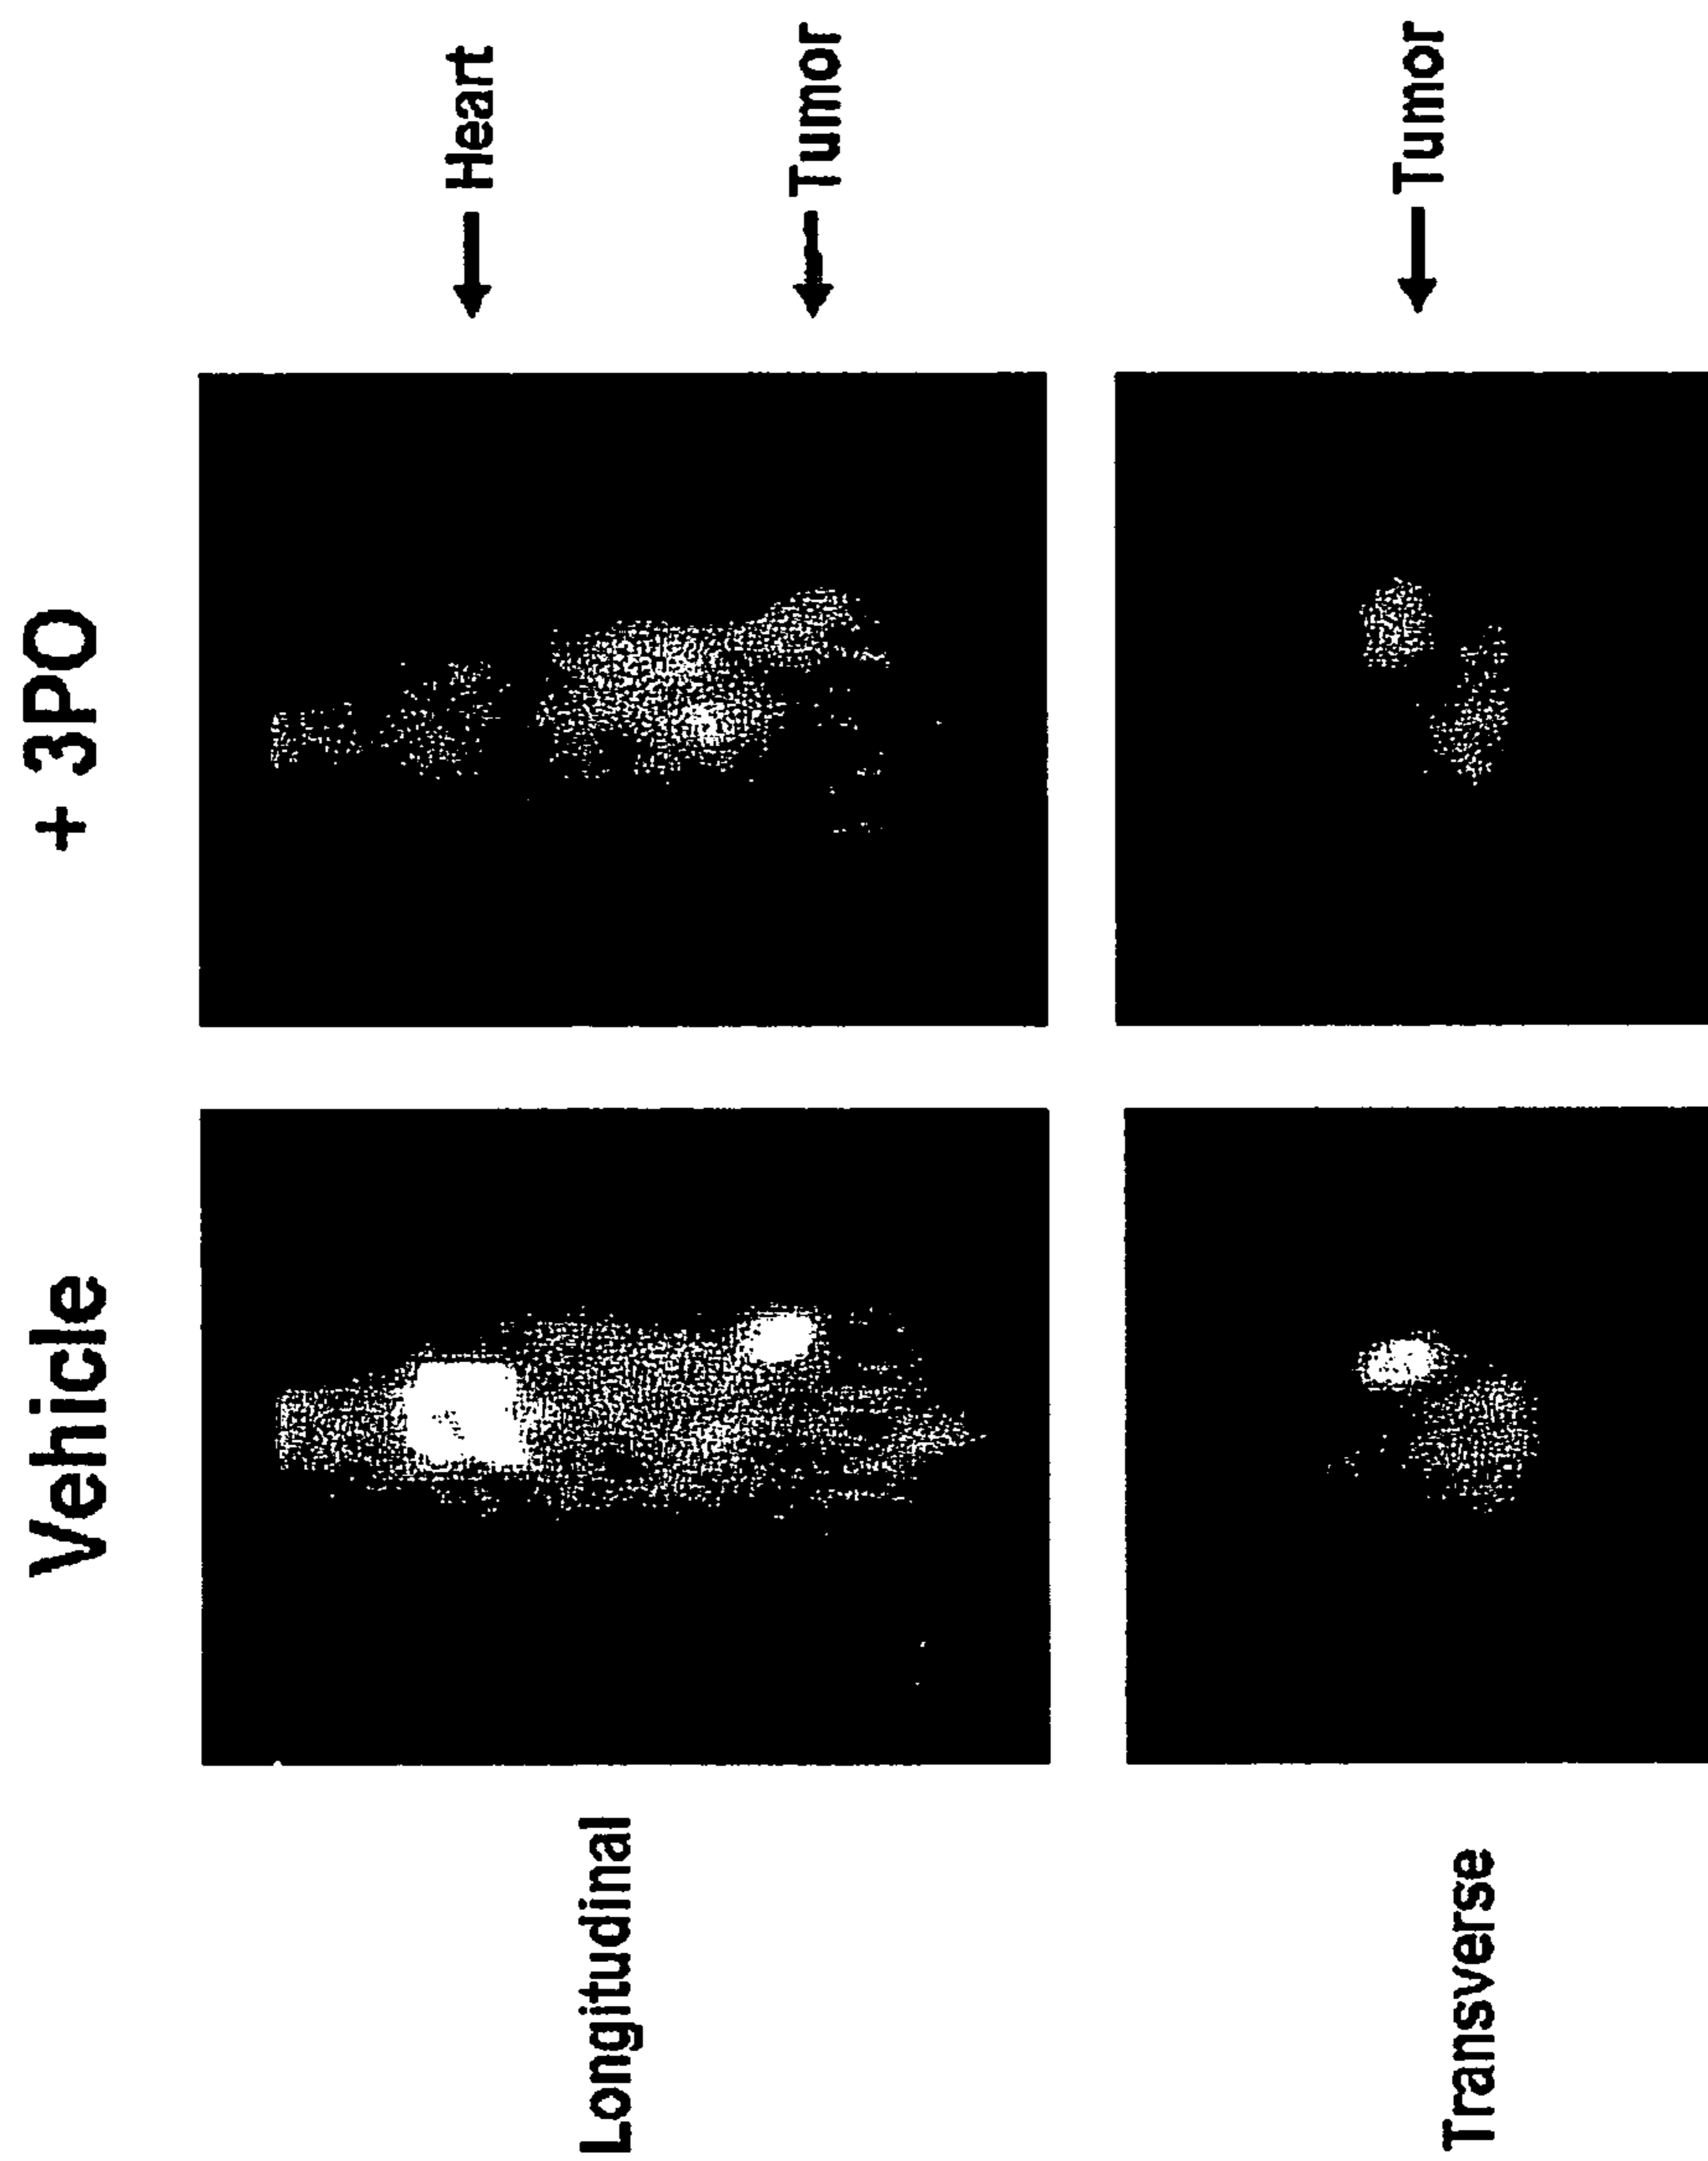 Vehicle
+ 3PO
Longitudinal
Heart
Tumor
Transverse
Tumor